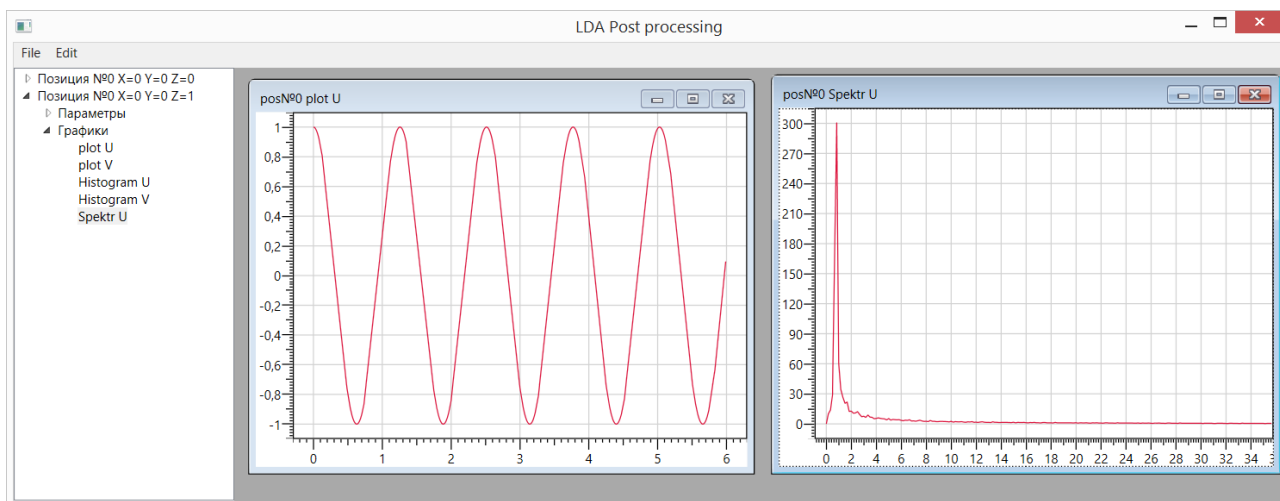 LDA Post processing
File Edit
Позиция №0 X=0 Y=0 Z=0
Позиция №0 X=0 Y=0 Z=1
Параметры
Графики
plot U
plot V
Histogram U
Histogram V
Spektr U
pos№0 plot U
1
0,8
0,6
0,4
0,2
0
-0,2
-0,4
-0,6
-0,8
-1
0 1 2 3 4 5 6
pos№0 Spektr U
300
270
240
210
180
150
120
90
60
30
0
0 2 4 6 8 10 12 14 16 18 20 22 24 26 28 30 32 34